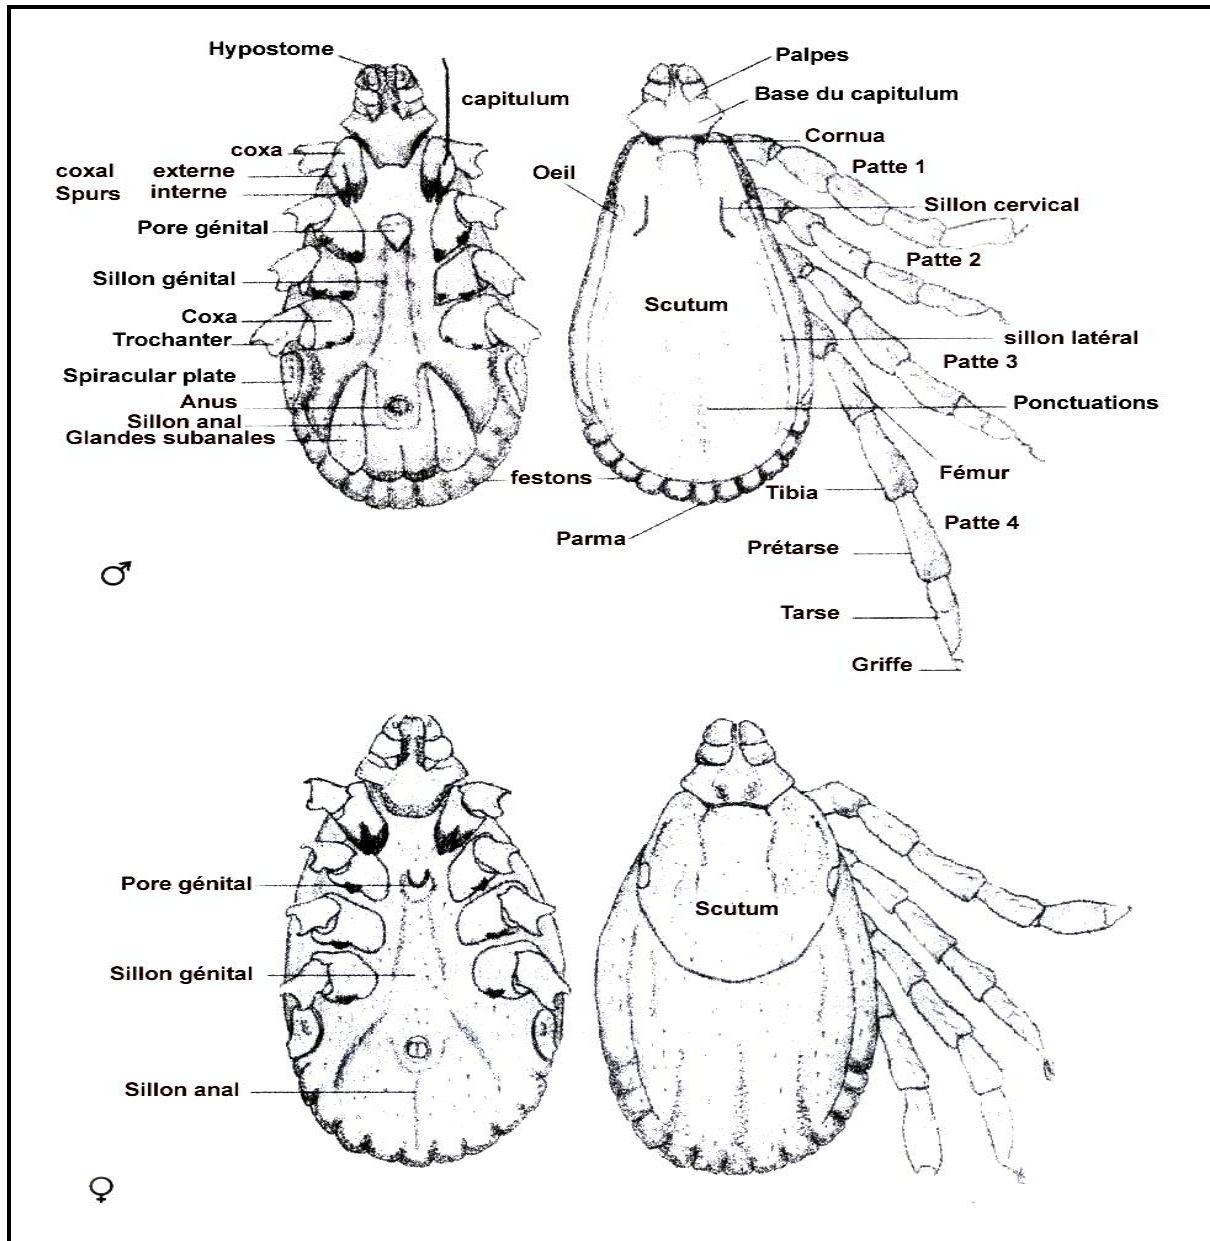 Hypostome
capitulum
coxa
coxal externe
Spurs interne
Pore génital
Sillon génital
Coxa
Trochanter
Spiracular plate
Anus
Sillon anal
Glandes subanales
festons
Palpes
Base du capitulum
Cornua
Oeil
Patte 1
Sillon cervical
Patte 2
Scutum
sillon latéral
Patte 3
Ponctuations
Fémur
Tibia
Patte 4
Parma
Prétarse
Tarse
Griffe
♂
Pore génital
Scutum
Sillon génital
Sillon anal
♀